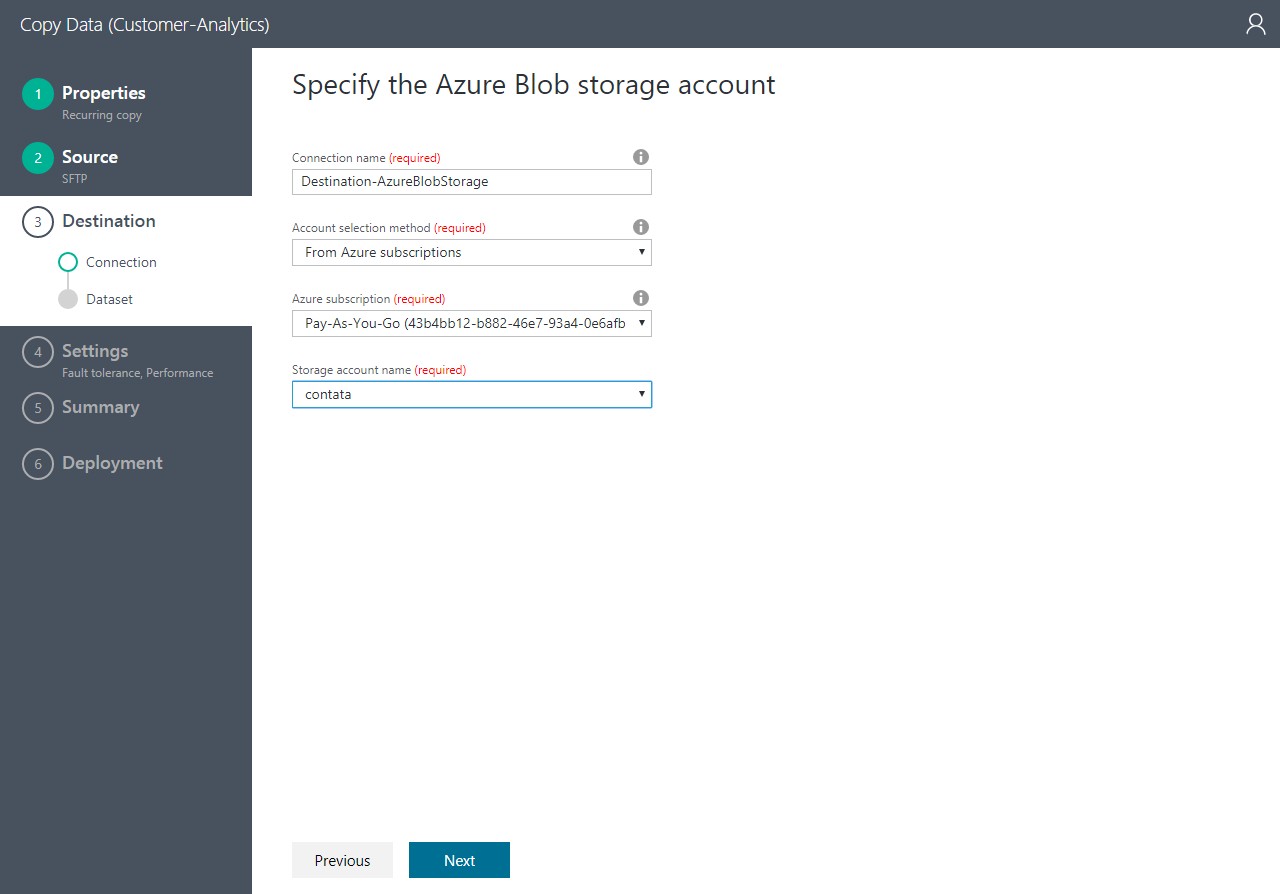 Copy Data (Customer-Analytics)
1 Properties
Recurring copy
2 Source
SFTP
3 Destination
Connection
Dataset
4 Settings
Fault tolerance, Performance
5 Summary
6 Deployment
Specify the Azure Blob storage account
Connection name (required)
Destination-AzureBlobStorage
Account selection method (required)
From Azure subscriptions
Azure subscription (required)
Pay-As-You-Go (43b4bb12-b882-46e7-93a4-0e6afb
Storage account name (required)
contata
Previous Next